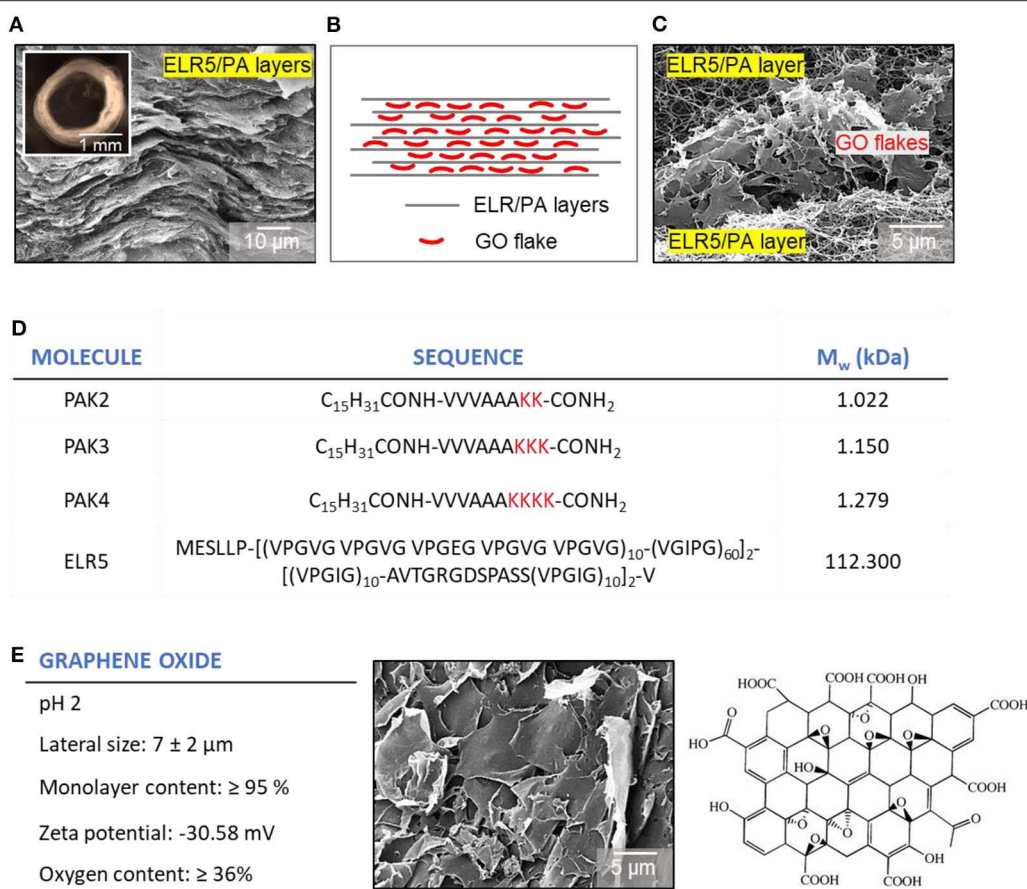 A
ELR5/PA layers
1 mm
10 μm
B
ELR/PA layers
GO flake
C
ELR5/PA layer
GO flakes
ELR5/PA layer
5 μm
D
MOLECULE SEQUENCE M<sub>w</sub> (kDa)
PAK2 C₁₅H₃₁CONH-VVVAAAKK-CONH₂ 1.022
PAK3 C₁₅H₃₁CONH-VVVAAAKKK-CONH₂ 1.150
PAK4 C₁₅H₃₁CONH-VVVAAAKKKK-CONH₂ 1.279
ELR5 MESLLP-[(VPGVG VPGVG VPGEG VPGVG VPGVG)₁₀-(VGIPG)₆₀]₂- 112.300
[(VPGIG)₁₀-AVTGRGDSPASS(VPGIG)₁₀]₂-V
E
GRAPHENE OXIDE
pH 2
Lateral size: 7 ± 2 μm
Monolayer content: ≥ 95 %
Zeta potential: -30.58 mV
Oxygen content: ≥ 36%
5 μm
HOOC
COOH
COOH
OH
COOH
O
O
O
O
O
HO
HO
COOH
HO
O
O
O
O
O
OH
COOH
COOH